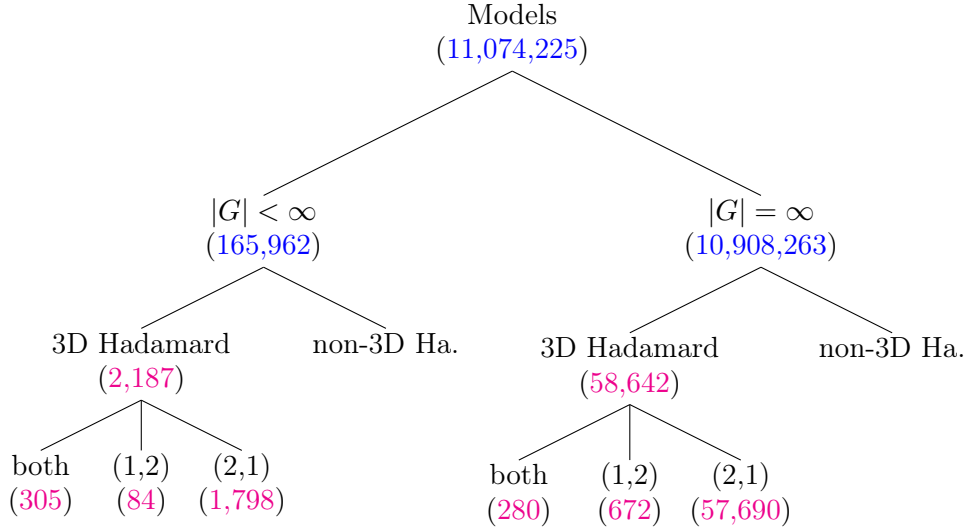 Models
(11,074,225)
|G| < ∞
(165,962)
|G| = ∞
(10,908,263)
3D Hadamard
(2,187)
non-3D Ha.
3D Hadamard
(58,642)
non-3D Ha.
both
(305)
(1,2)
(84)
(2,1)
(1,798)
both
(280)
(1,2)
(672)
(2,1)
(57,690)